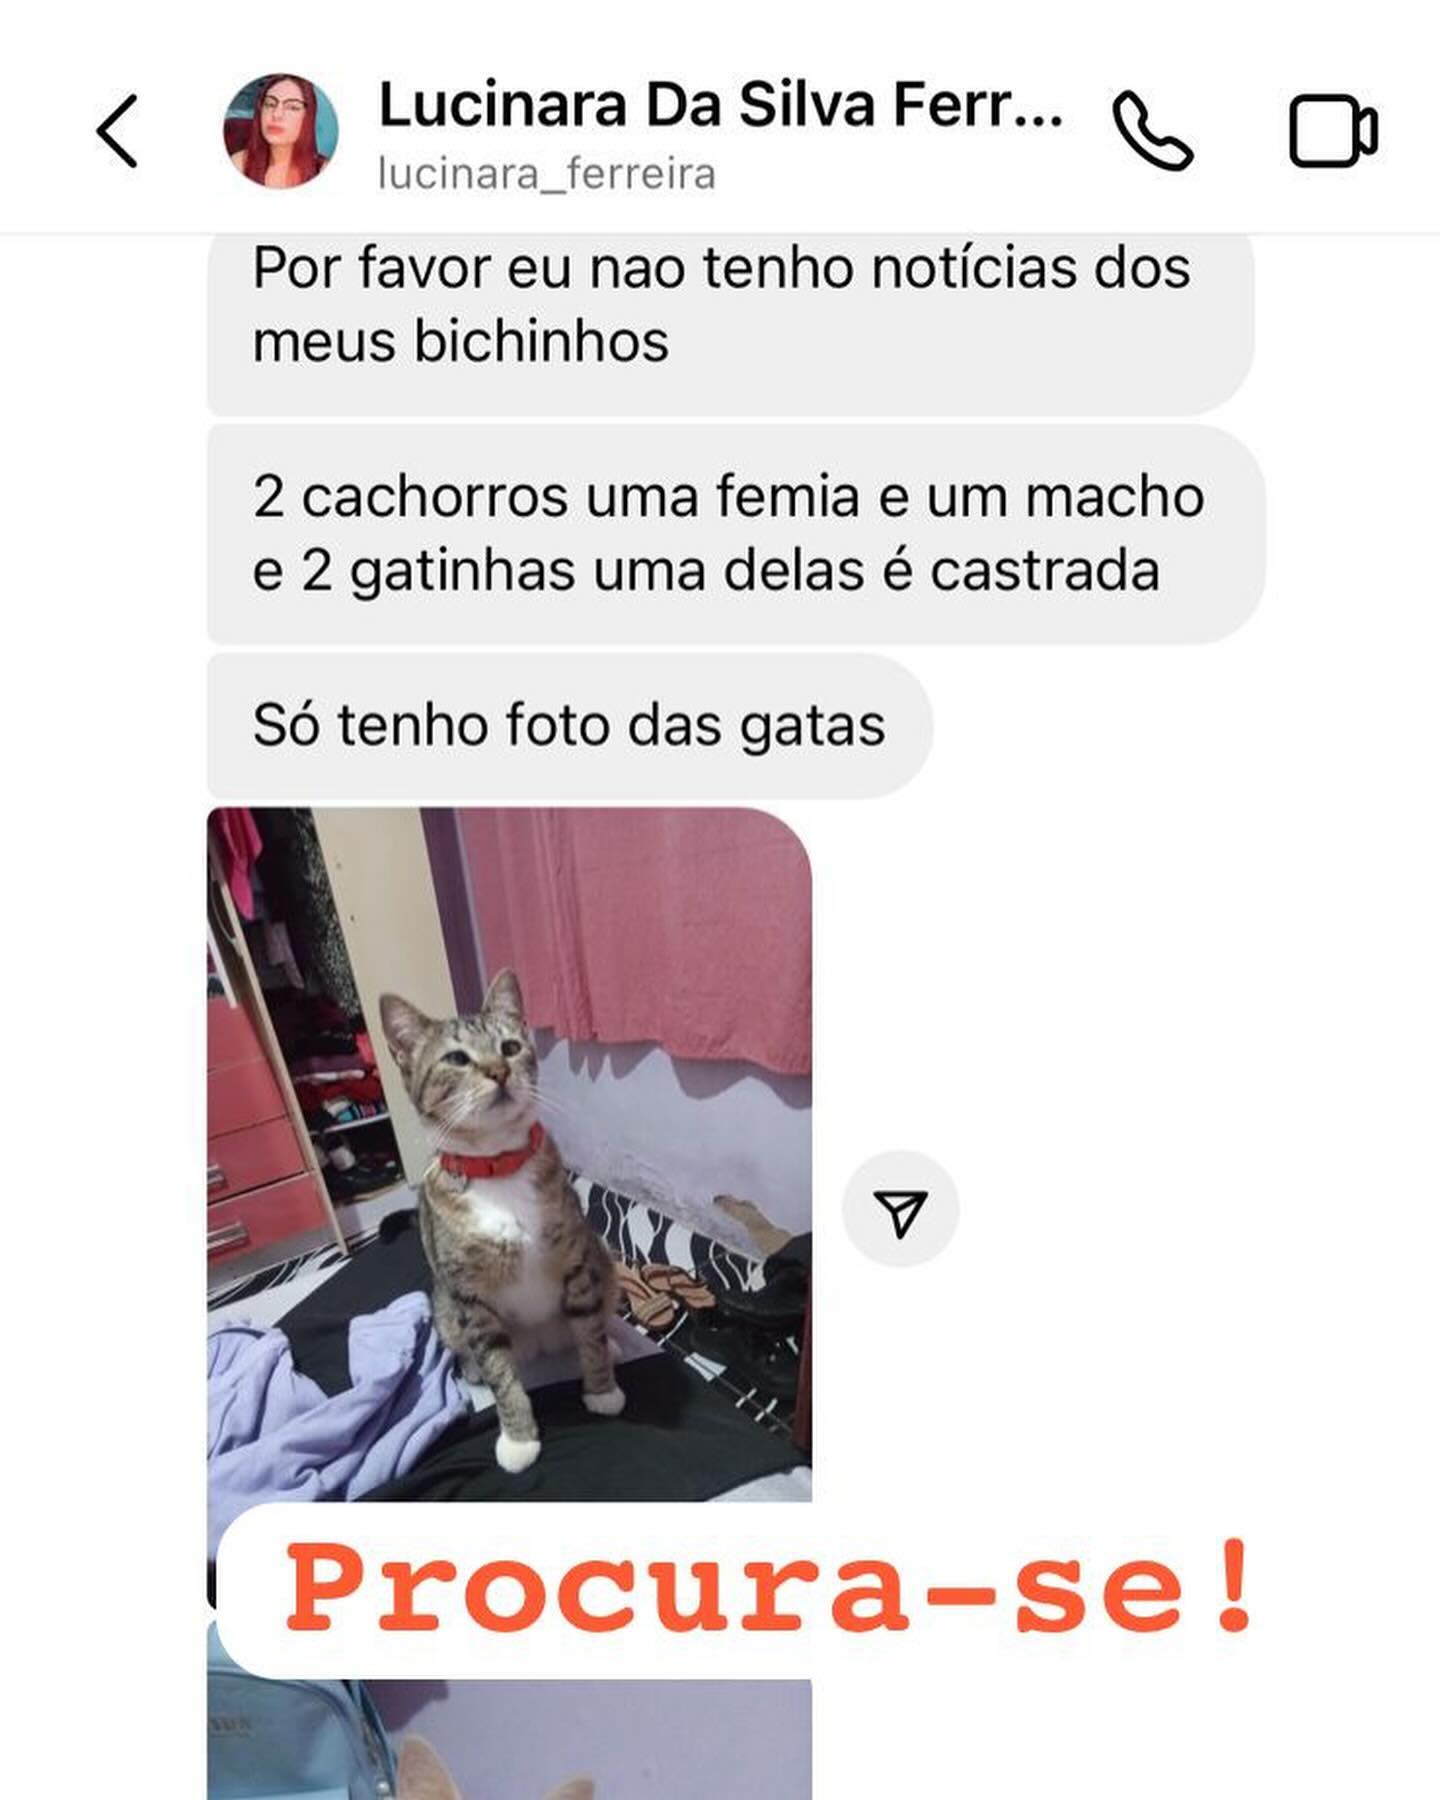 Lucinara Da Silva Ferr...
lucinara_ferreira
Por favor eu nao tenho notícias dos
meus bichinhos
2 cachorros uma femia e um macho
e 2 gatinhas uma delas é castrada
Só tenho foto das gatas
Procura-se!